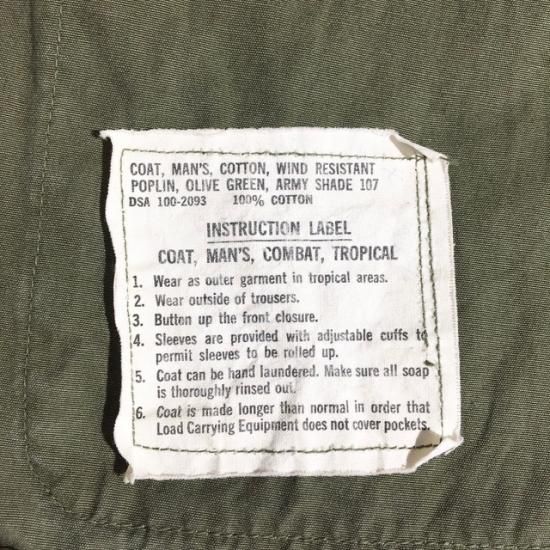 COAT, MAN'S, COTTON, WIND RESISTANT
POPLIN, OLIVE GREEN, ARMY SHADE 107
DSA 100-2093 100% COTTON
INSTRUCTION LABEL
COAT, MAN'S, COMBAT, TROPICAL
1. Wear as outer garment in tropical areas.
2. Wear outside of trousers.
3. Button up the front closure.
4. Sleeves are provided with adjustable cuffs to
permit sleeves to be rolled up.
5. Coat can be hand laundered. Make sure all soap
is thoroughly rinsed out.
6. Coat is made longer than normal in order that
Load Carrying Equipment does not cover pockets.